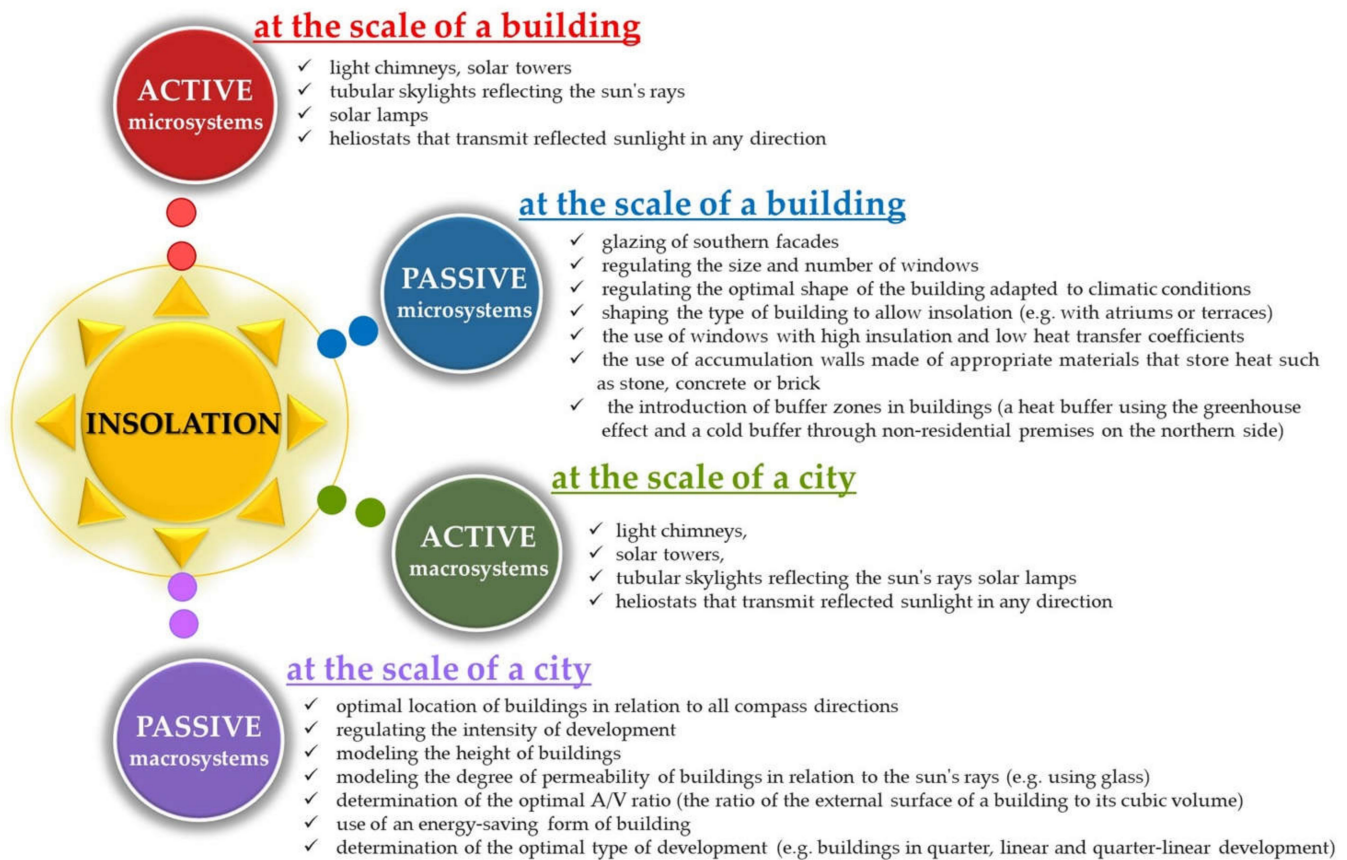 at the scale of a building
ACTIVE
microsystems
✓ light chimneys, solar towers
✓ tubular skylights reflecting the sun's rays
✓ solar lamps
✓ heliostats that transmit reflected sunlight in any direction
at the scale of a building
PASSIVE
microsystems
✓ glazing of southern facades
✓ regulating the size and number of windows
✓ regulating the optimal shape of the building adapted to climatic conditions
✓ shaping the type of building to allow insolation (e.g. with atriums or terraces)
✓ the use of windows with high insulation and low heat transfer coefficients
✓ the use of accumulation walls made of appropriate materials that store heat such
as stone, concrete or brick
✓ the introduction of buffer zones in buildings (a heat buffer using the greenhouse
effect and a cold buffer through non-residential premises on the northern side)
INSOLATION
at the scale of a city
ACTIVE
macrosystems
✓ light chimneys,
✓ solar towers,
✓ tubular skylights reflecting the sun's rays solar lamps
✓ heliostats that transmit reflected sunlight in any direction
at the scale of a city
PASSIVE
macrosystems
✓ optimal location of buildings in relation to all compass directions
✓ regulating the intensity of development
✓ modeling the height of buildings
✓ modeling the degree of permeability of buildings in relation to the sun's rays (e.g. using glass)
✓ determination of the optimal A/V ratio (the ratio of the external surface of a building to its cubic volume)
✓ use of an energy-saving form of building
✓ determination of the optimal type of development (e.g. buildings in quarter, linear and quarter-linear development)